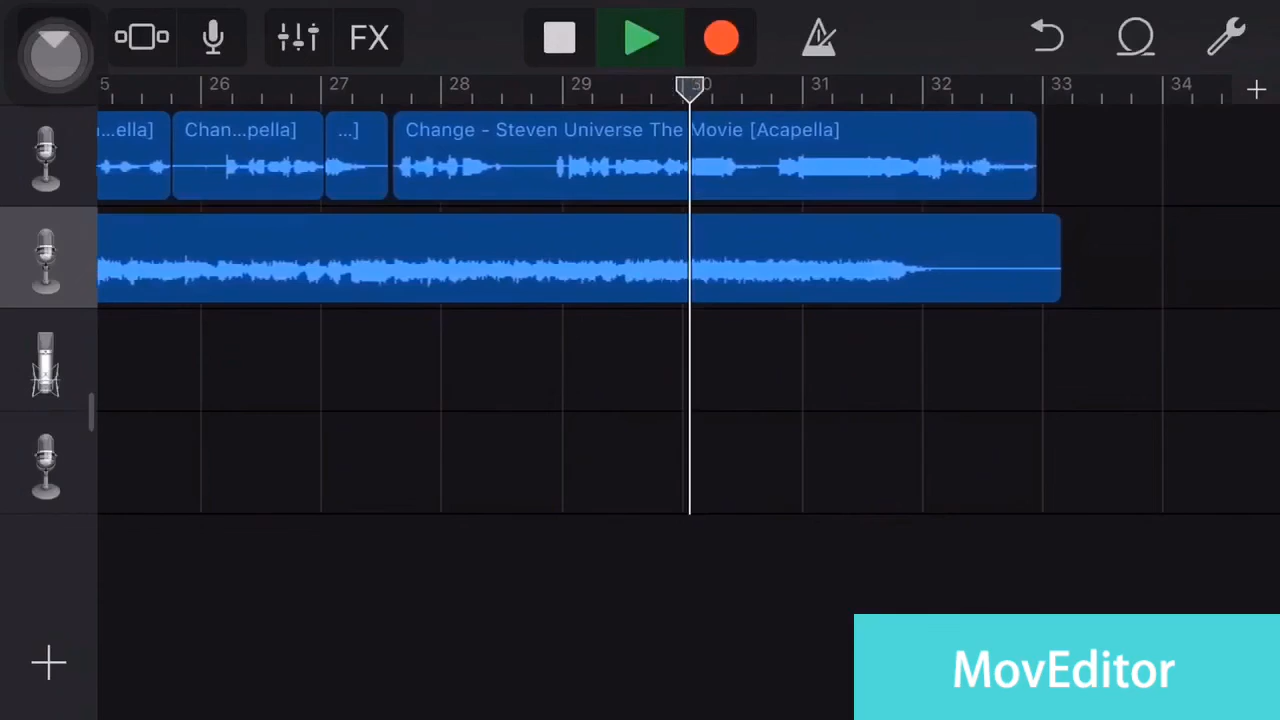 FX
5 26 27 28 29 30 31 32 33 34
...ella] Chan...pella] ...] Change - Steven Universe The Movie [Acapella]
MovEditor